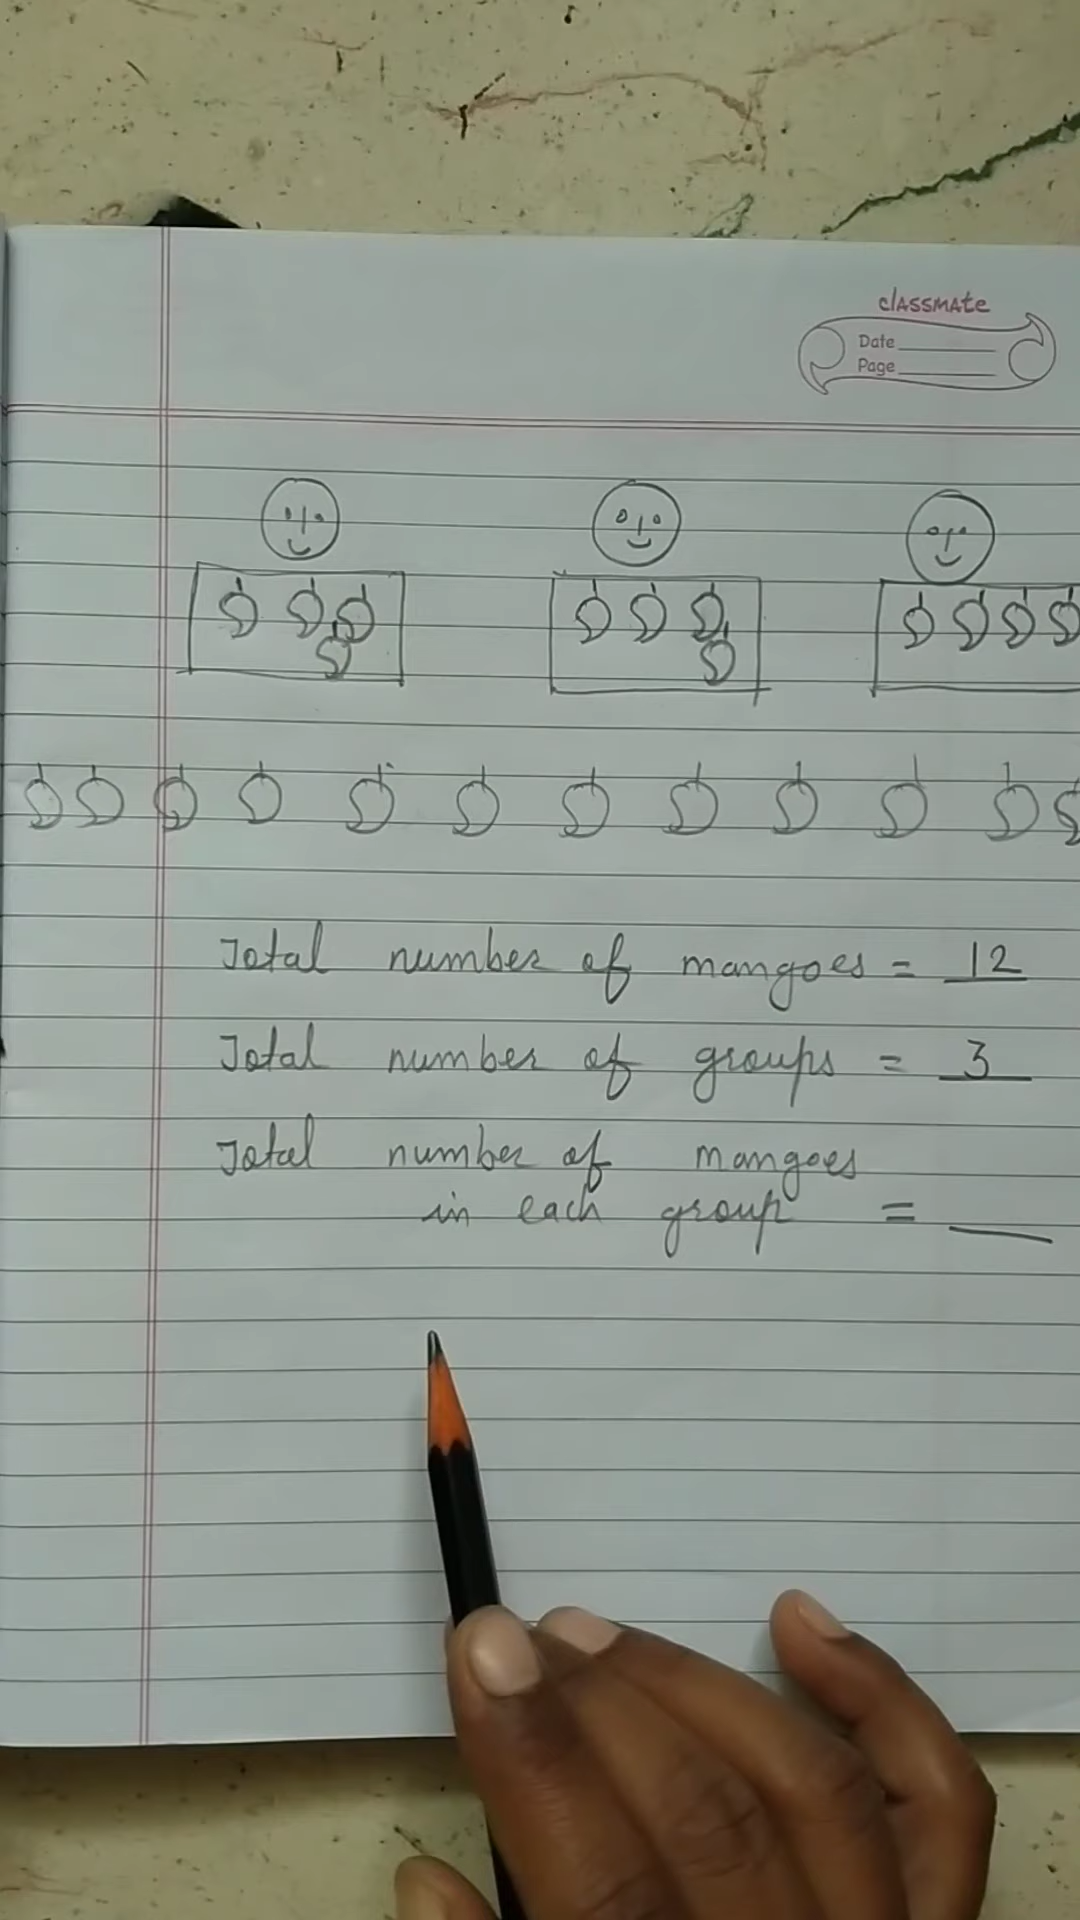 classmate
Date
Page
Total number of mangoes = 12
Total number of groups = 3
Total number of mangoes
in each group =